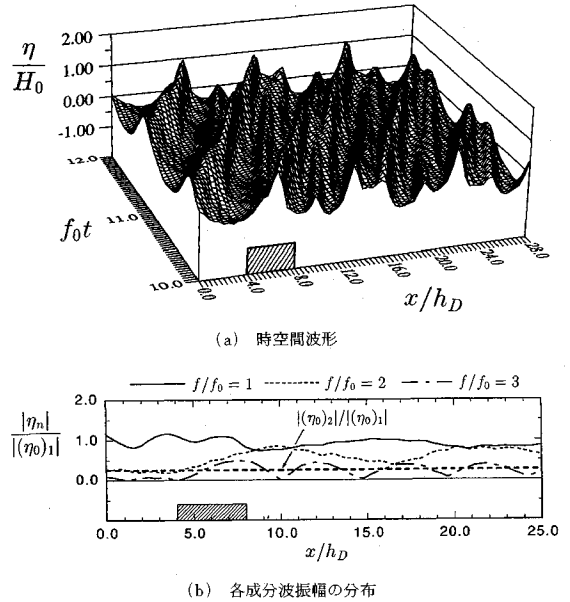 η/H₀
2.00
1.00
0.00
-1.00
12.0
11.0
10.0
f₀t
0.0
4.0
8.0
12.0
16.0
20.0
24.0
28.0
x/h_D
(a) 時空間波形
f/f₀ = 1 f/f₀ = 2 f/f₀ = 3
|ηₙ|/|(η₀)₁|
2.0
1.0
0.0
|(η₀)₂|/|(η₀)₁|
0.0 5.0 10.0 15.0 20.0 25.0
x/h_D
(b) 各成分波振幅の分布